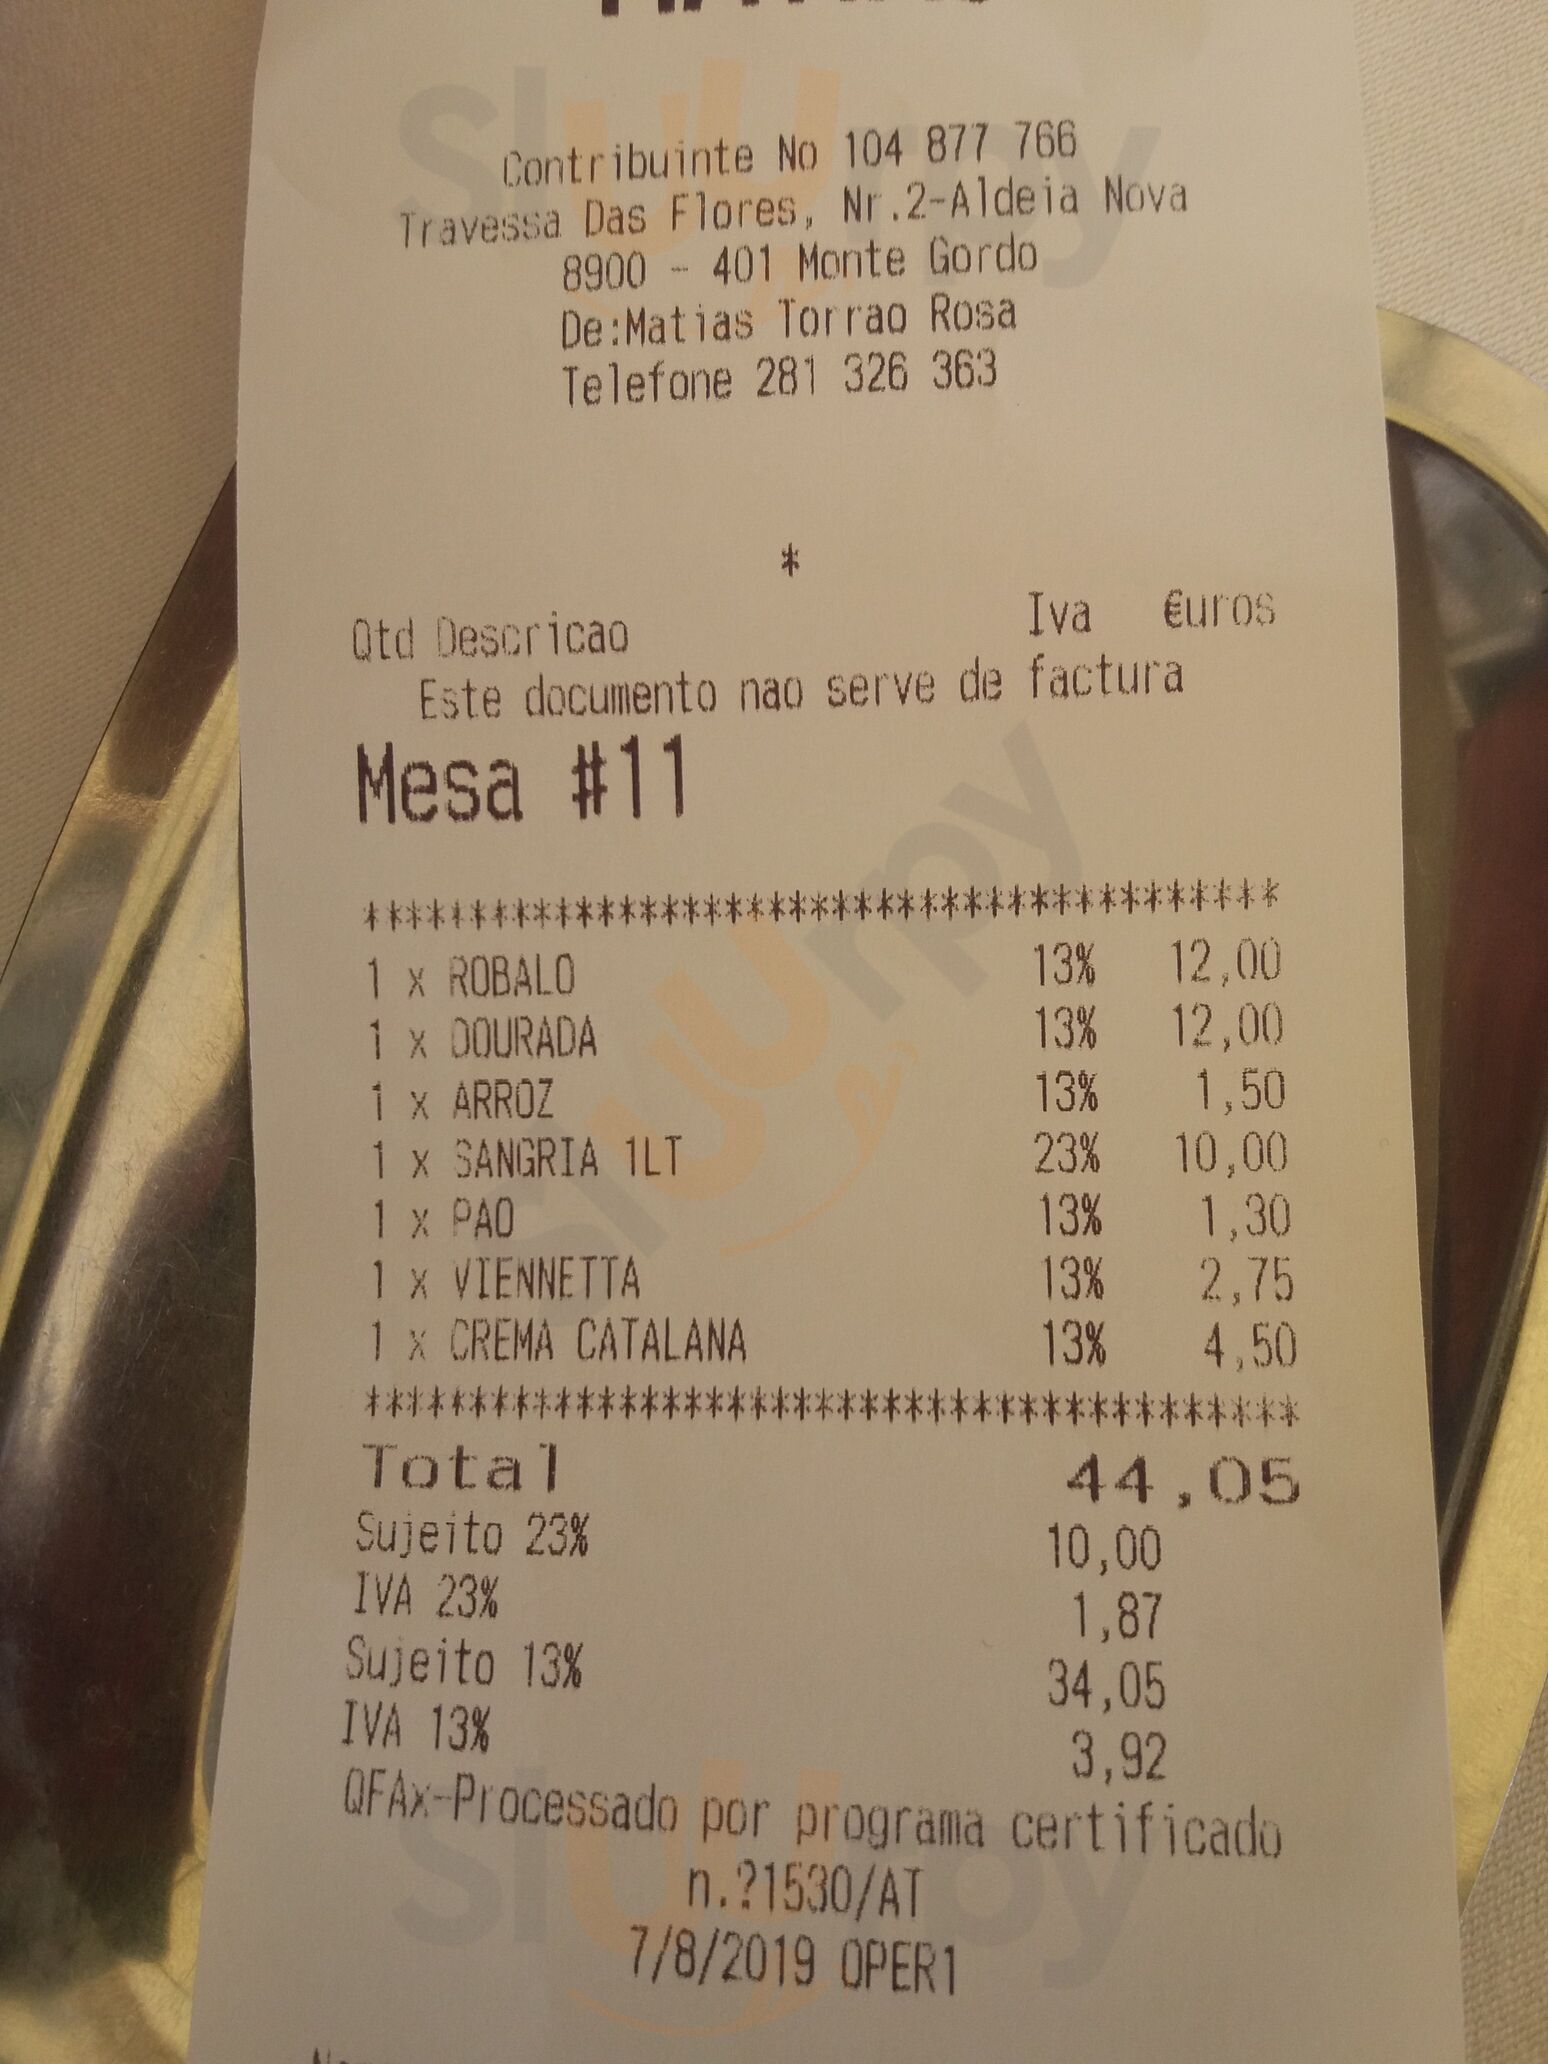 Contribuinte No 104 877 766
Travessa Das Flores, Nr.2-Aldeia Nova
8900 - 401 Monte Gordo
De:Matias Torrao Rosa
Telefone 281 326 363
*
Qtd Descricao Iva €uros
Este documento nao serve de factura
Mesa #11
********************************************
1 x ROBALO 13% 12,00
1 x DOURADA 13% 12,00
1 x ARROZ 13% 1,50
1 x SANGRIA 1LT 23% 10,00
1 x PAO 13% 1,30
1 x VIENNETTA 13% 2,75
1 x CREMA CATALANA 13% 4,50
********************************************
Total 44,05
Sujeito 23% 10,00
IVA 23% 1,87
Sujeito 13% 34,05
IVA 13% 3,92
QFAx-Processado por programa certificado
n.?1530/AT
7/8/2019 OPER1
sluurpy
sluurpy
sluurpy